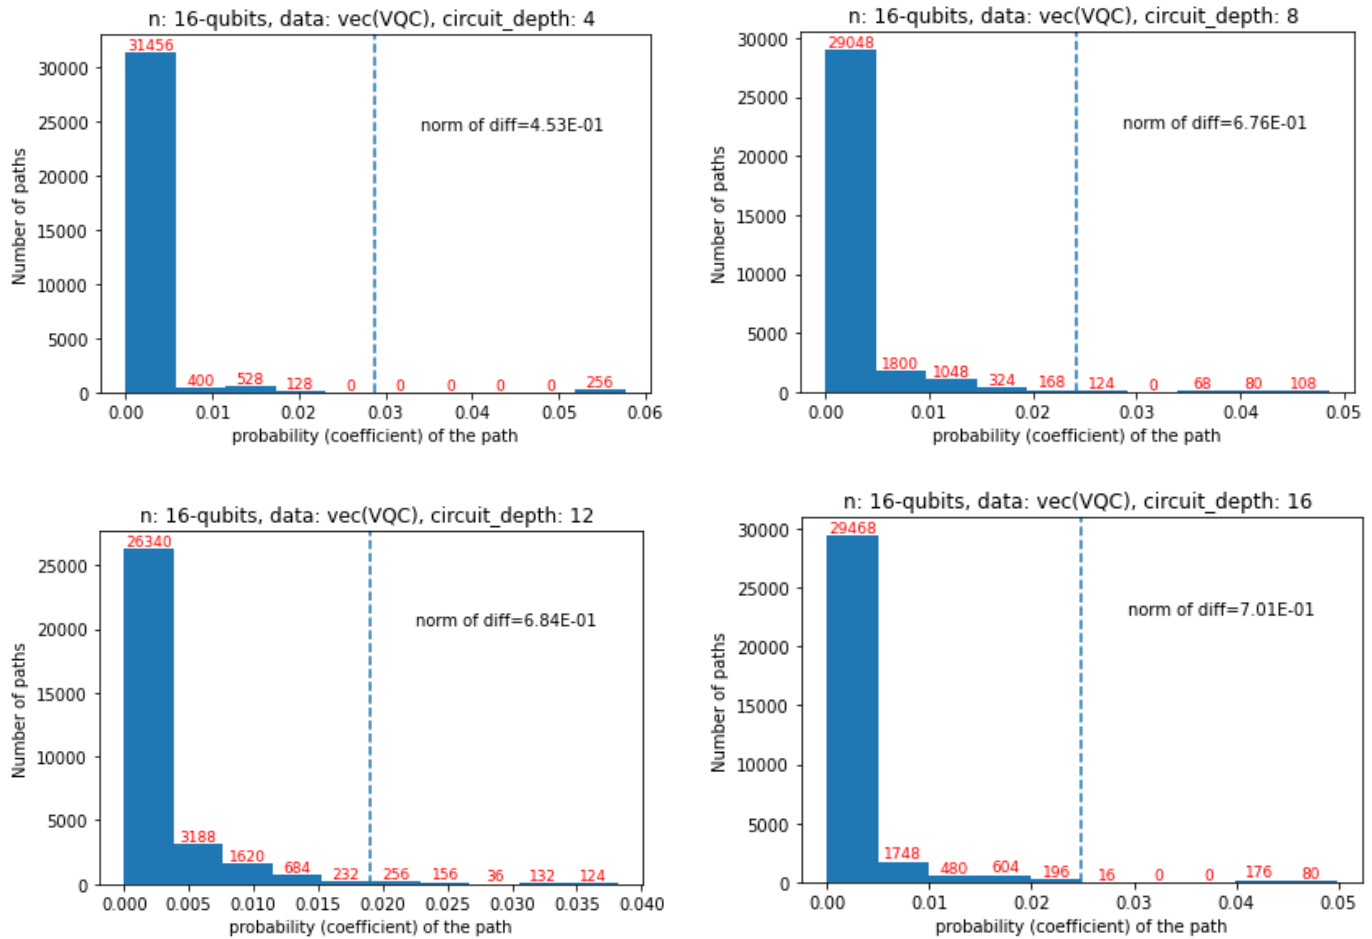 n: 16-qubits, data: vec(VQC), circuit_depth: 4
31456
30000
25000
20000
15000
10000
5000
0
Number of paths
norm of diff=4.53E-01
400 528 128 0 0 0 0 0 256
0.00 0.01 0.02 0.03 0.04 0.05 0.06
probability (coefficient) of the path
n: 16-qubits, data: vec(VQC), circuit_depth: 8
29048
30000
25000
20000
15000
10000
5000
0
Number of paths
norm of diff=6.76E-01
1800 1048 324 168 124 0 68 80 108
0.00 0.01 0.02 0.03 0.04 0.05
probability (coefficient) of the path
n: 16-qubits, data: vec(VQC), circuit_depth: 12
26340
25000
20000
15000
10000
5000
0
Number of paths
norm of diff=6.84E-01
3188 1620 684 232 256 156 36 132 124
0.000 0.005 0.010 0.015 0.020 0.025 0.030 0.035 0.040
probability (coefficient) of the path
n: 16-qubits, data: vec(VQC), circuit_depth: 16
29468
30000
25000
20000
15000
10000
5000
0
Number of paths
norm of diff=7.01E-01
1748 480 604 196 16 0 0 176 80
0.00 0.01 0.02 0.03 0.04 0.05
probability (coefficient) of the path